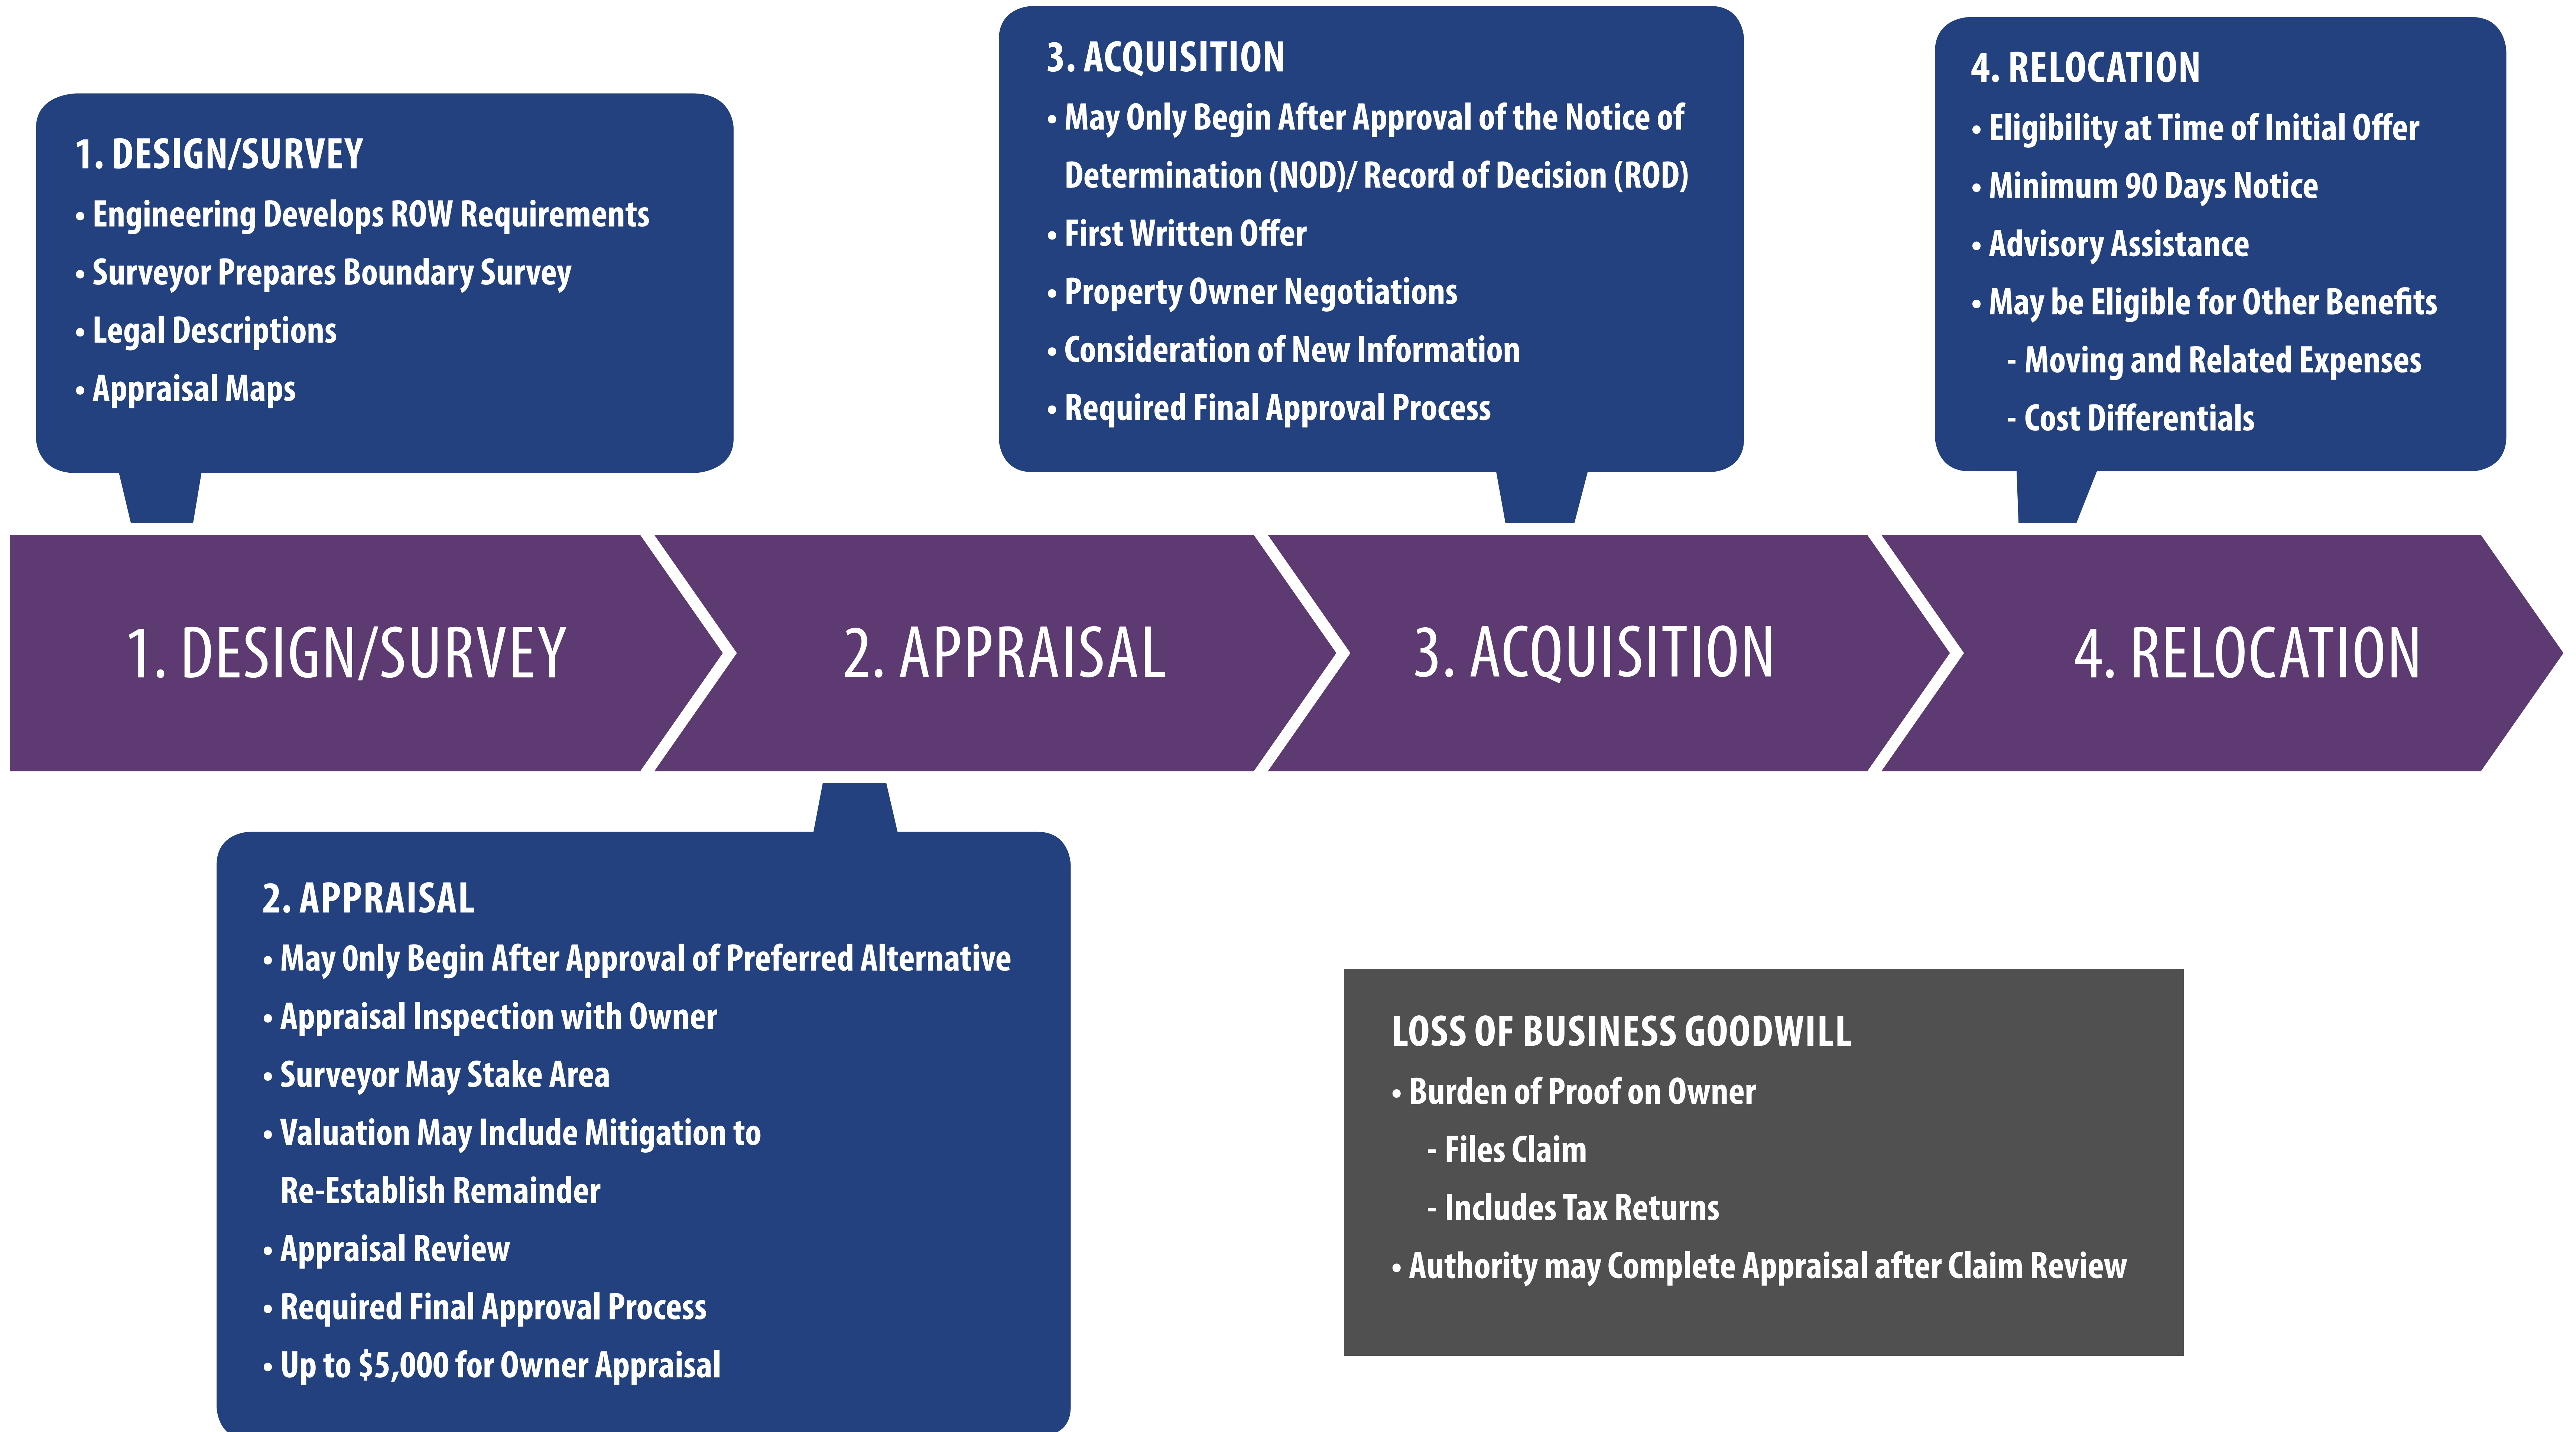 1. DESIGN/SURVEY
• Engineering Develops ROW Requirements
• Surveyor Prepares Boundary Survey
• Legal Descriptions
• Appraisal Maps
3. ACQUISITION
• May Only Begin After Approval of the Notice of
Determination (NOD)/ Record of Decision (ROD)
• First Written Offer
• Property Owner Negotiations
• Consideration of New Information
• Required Final Approval Process
4. RELOCATION
• Eligibility at Time of Initial Offer
• Minimum 90 Days Notice
• Advisory Assistance
• May be Eligible for Other Benefits
- Moving and Related Expenses
- Cost Differentials
1. DESIGN/SURVEY
2. APPRAISAL
3. ACQUISITION
4. RELOCATION
2. APPRAISAL
• May Only Begin After Approval of Preferred Alternative
• Appraisal Inspection with Owner
• Surveyor May Stake Area
• Valuation May Include Mitigation to
Re-Establish Remainder
• Appraisal Review
• Required Final Approval Process
• Up to $5,000 for Owner Appraisal
LOSS OF BUSINESS GOODWILL
• Burden of Proof on Owner
- Files Claim
- Includes Tax Returns
• Authority may Complete Appraisal after Claim Review